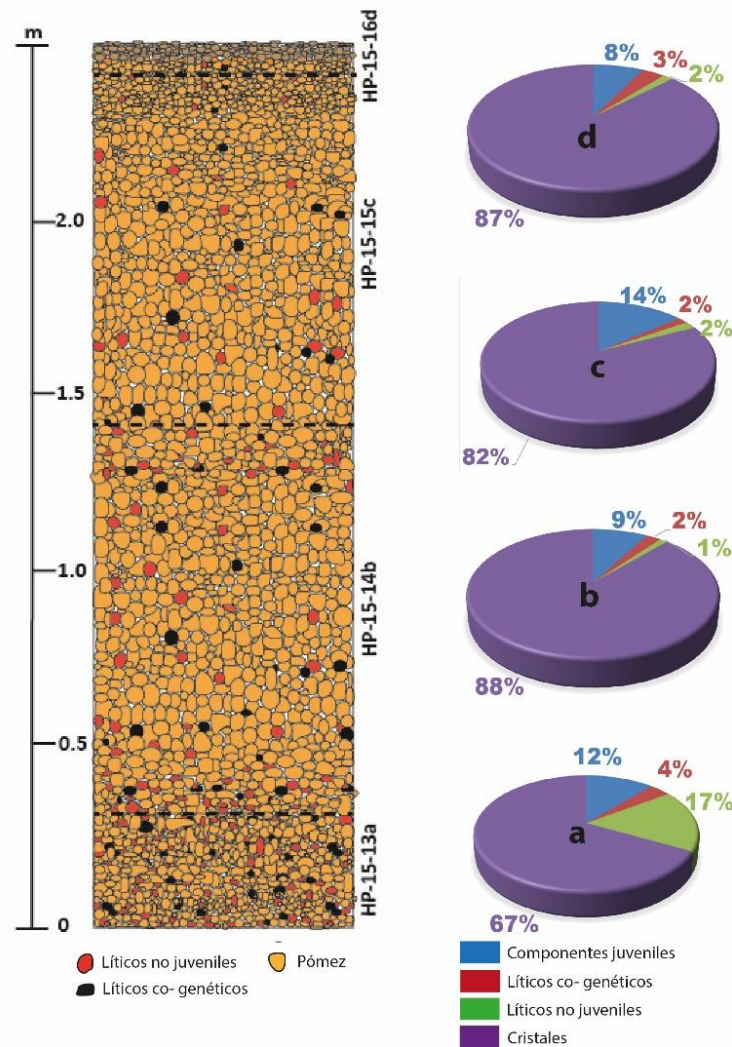 m
2.0
1.5
1.0
0.5
0
HP-15-16d
HP-15-15c
HP-15-14b
HP-15-13a
Líticos no juveniles
Pómez
Líticos co- genéticos
8%
3%
2%
d
87%
14%
2%
2%
c
82%
9%
2%
1%
b
88%
12%
4%
17%
a
67%
Componentes juveniles
Líticos co- genéticos
Líticos no juveniles
Cristales